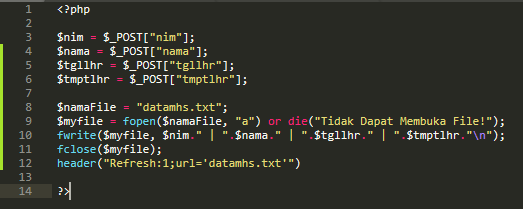 1 <?php
2
3 $nim = $_POST["nim"];
4 $nama = $_POST["nama"];
5 $tgllhr = $_POST["tgllhr"];
6 $tmptlhr = $_POST["tmptlhr"];
7
8 $namaFile = "datamhs.txt";
9 $myfile = fopen($namaFile, "a") or die("Tidak Dapat Membuka File!");
10 fwrite($myfile, $nim." | ".$nama." | ".$tgllhr." | ".$tmptlhr."\n");
11 fclose($myfile);
12 header("Refresh:1;url='datamhs.txt'")
13
14 ?>